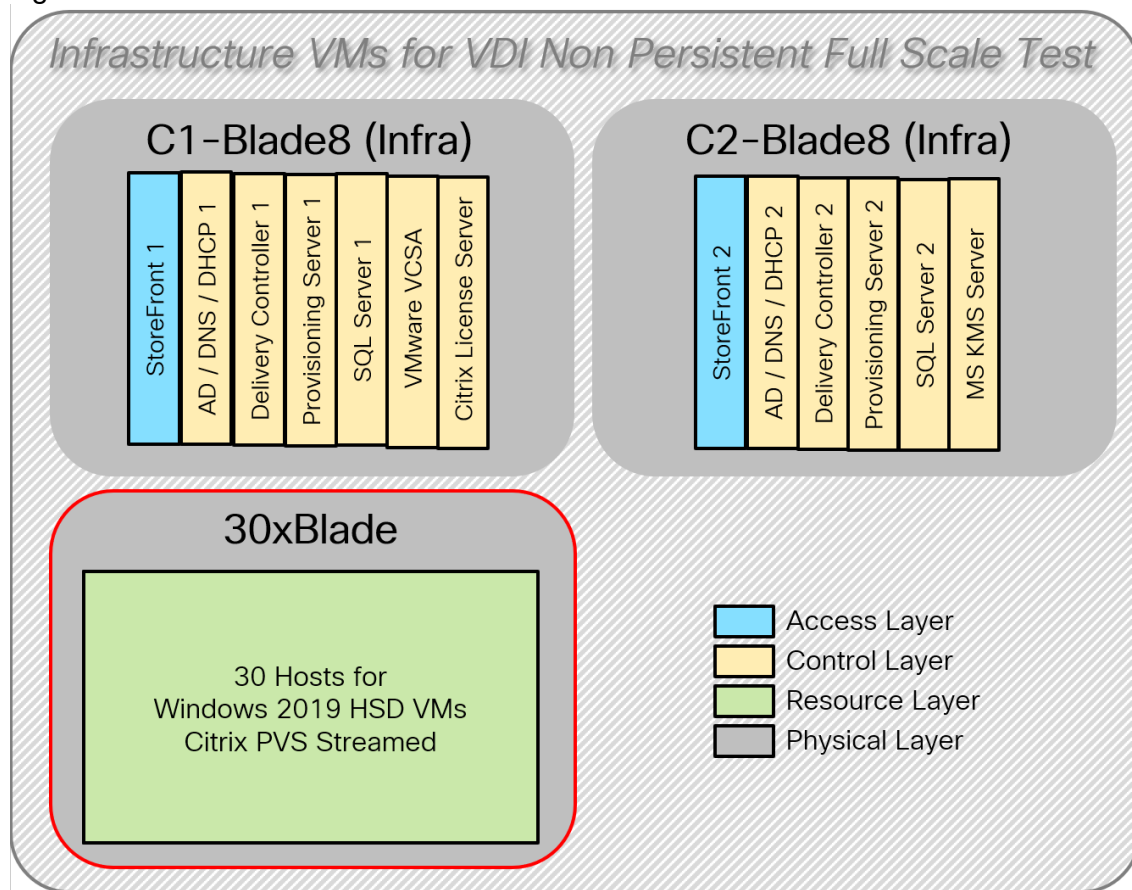 Infrastructure VMs for VDI Non Persistent Full Scale Test
C1-Blade8 (Infra)
StoreFront 1
AD / DNS / DHCP 1
Delivery Controller 1
Provisioning Server 1
SQL Server 1
VMware VCSA
Citrix License Server
C2-Blade8 (Infra)
StoreFront 2
AD / DNS / DHCP 2
Delivery Controller 2
Provisioning Server 2
SQL Server 2
MS KMS Server
30xBlade
30 Hosts for
Windows 2019 HSD VMs
Citrix PVS Streamed
Access Layer
Control Layer
Resource Layer
Physical Layer